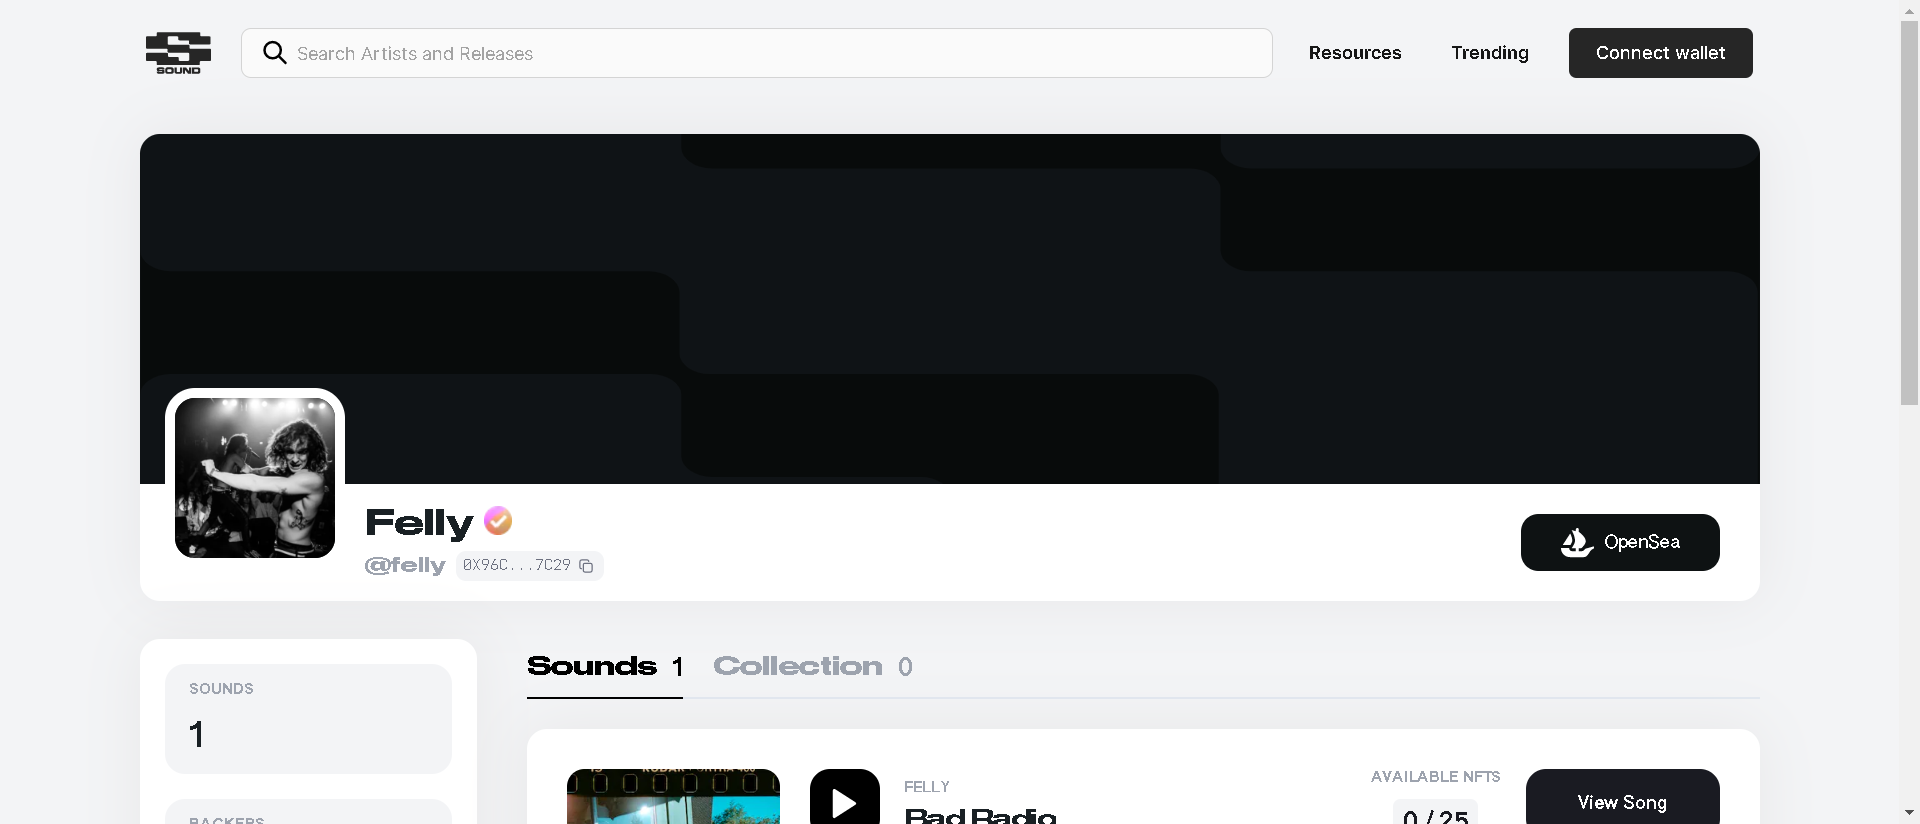 SOUND
Search Artists and Releases
Resources
Trending
Connect wallet
Felly
@felly
0X96C...7C29
OpenSea
SOUNDS
1
BACKERS
Sounds 1
Collection 0
FELLY
Bad Radio
AVAILABLE NFTS
0 / 25
View Song